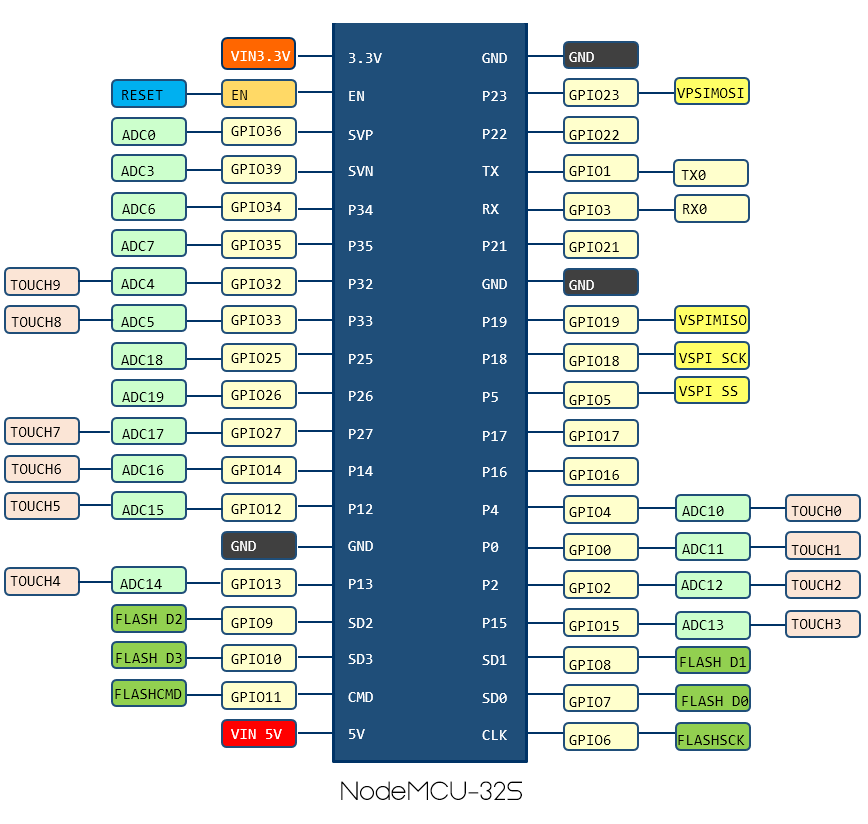 VIN3.3V 3.3V GND GND
RESET EN EN P23 GPIO23 VPSIMOSI
ADC0 GPIO36 SVP P22 GPIO22
ADC3 GPIO39 SVN TX GPIO1 TX0
ADC6 GPIO34 P34 RX GPIO3 RX0
ADC7 GPIO35 P35 P21 GPIO21
TOUCH9 ADC4 GPIO32 P32 GND GND
TOUCH8 ADC5 GPIO33 P33 P19 GPIO19 VSPIMISO
ADC18 GPIO25 P25 P18 GPIO18 VSPI SCK
ADC19 GPIO26 P26 P5 GPIO5 VSPI SS
TOUCH7 ADC17 GPIO27 P27 P17 GPIO17
TOUCH6 ADC16 GPIO14 P14 P16 GPIO16
TOUCH5 ADC15 GPIO12 P12 P4 GPIO4 ADC10 TOUCH0
GND GND P0 GPIO0 ADC11 TOUCH1
TOUCH4 ADC14 GPIO13 P13 P2 GPIO2 ADC12 TOUCH2
FLASH D2 GPIO9 SD2 P15 GPIO15 ADC13 TOUCH3
FLASH D3 GPIO10 SD3 SD1 GPIO8 FLASH D1
FLASHCMD GPIO11 CMD SD0 GPIO7 FLASH D0
VIN 5V 5V CLK GPIO6 FLASHSCK
NodeMCU-32S